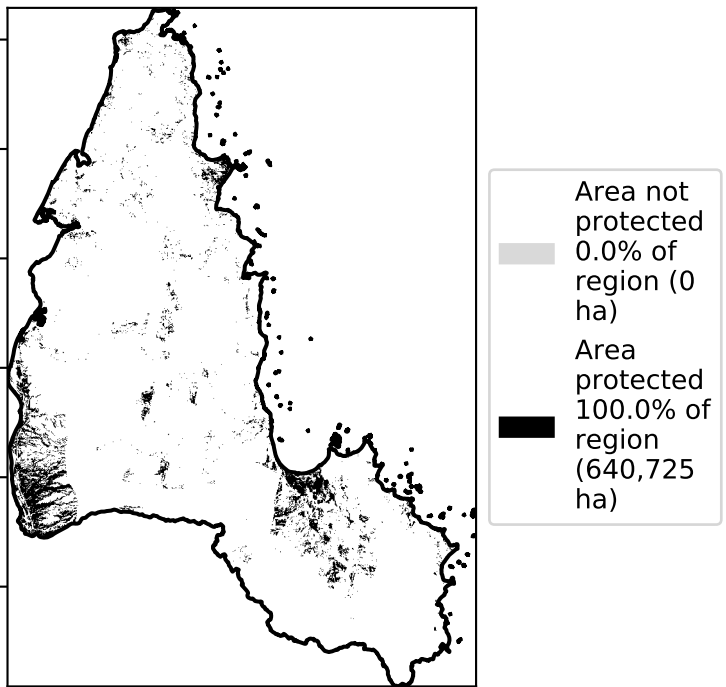 Area not
protected
0.0% of
region (0
ha)
Area
protected
100.0% of
region
(640,725
ha)